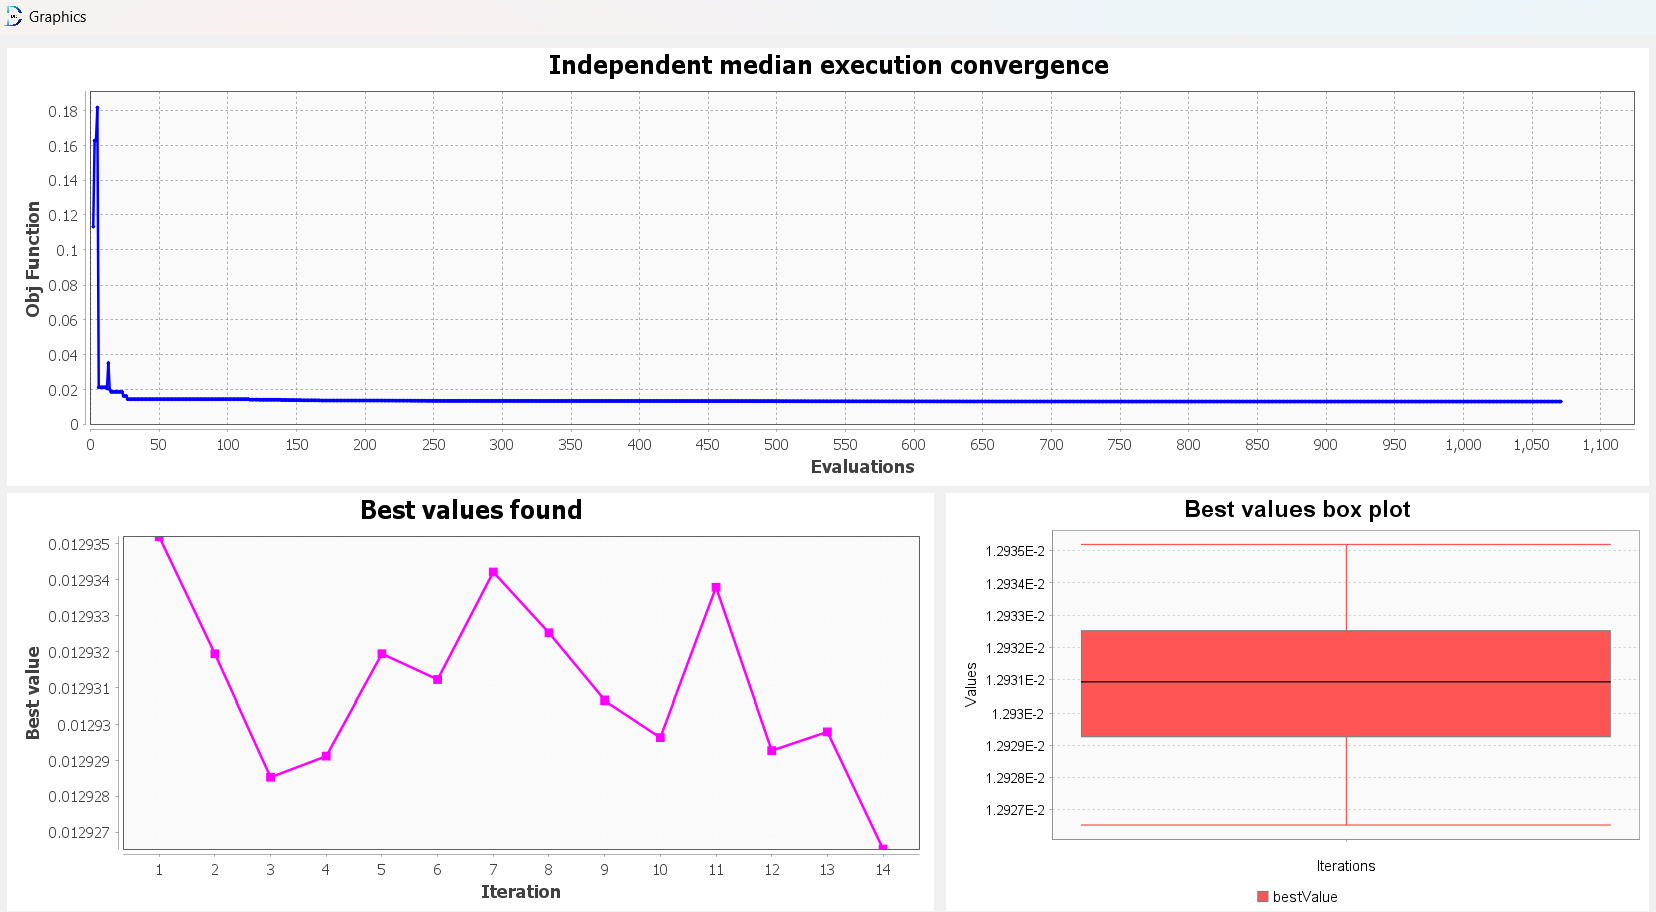 Graphics
Independent median execution convergence
Obj Function
0.18
0.16
0.14
0.12
0.1
0.08
0.06
0.04
0.02
0
0 50 100 150 200 250 300 350 400 450 500 550 600 650 700 750 800 850 900 950 1,000 1,050 1,100
Evaluations
Best values found
Best value
0.012935
0.012934
0.012933
0.012932
0.012931
0.01293
0.012929
0.012928
0.012927
1 2 3 4 5 6 7 8 9 10 11 12 13 14
Iteration
Best values box plot
Values
1.2935E-2
1.2934E-2
1.2933E-2
1.2932E-2
1.2931E-2
1.293E-2
1.2929E-2
1.2928E-2
1.2927E-2
Iterations
bestValue